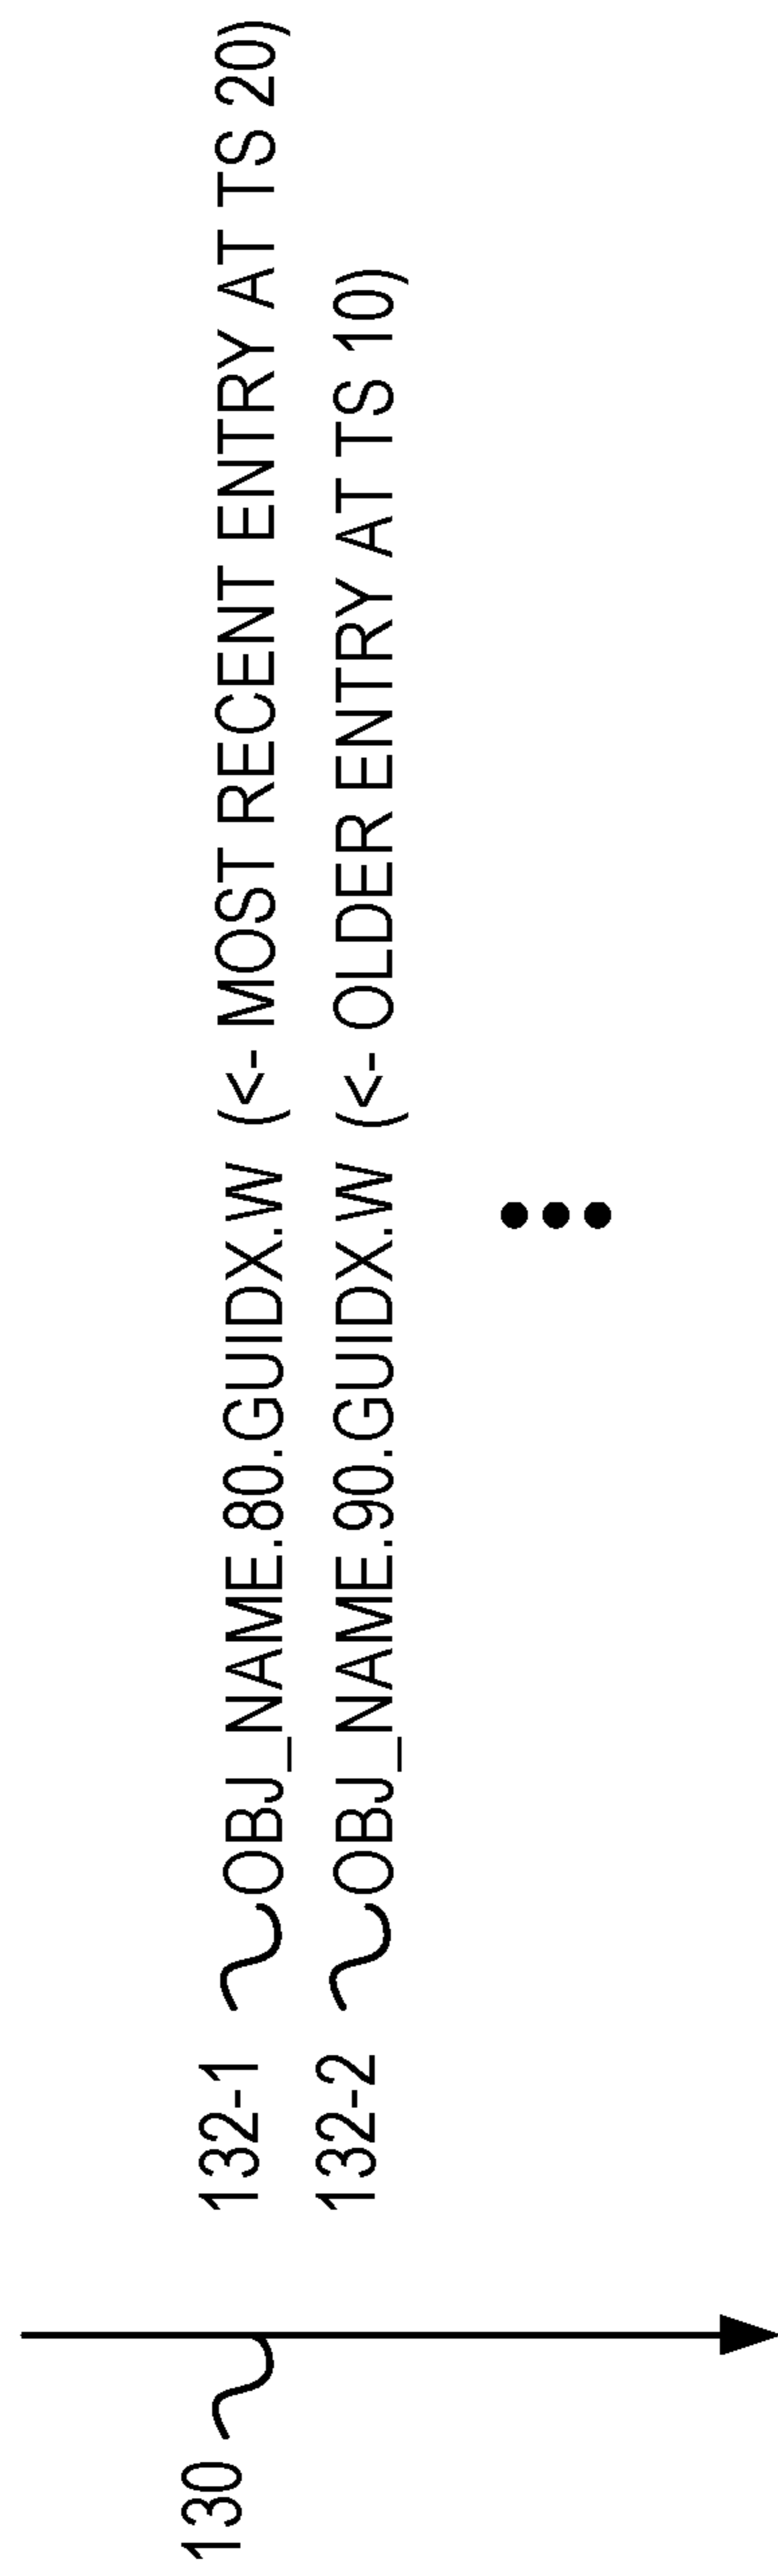 130
132-1 OBJ_NAME.80.GUIDX.W (<- MOST RECENT ENTRY AT TS 20)
132-2 OBJ_NAME.90.GUIDX.W (<- OLDER ENTRY AT TS 10)